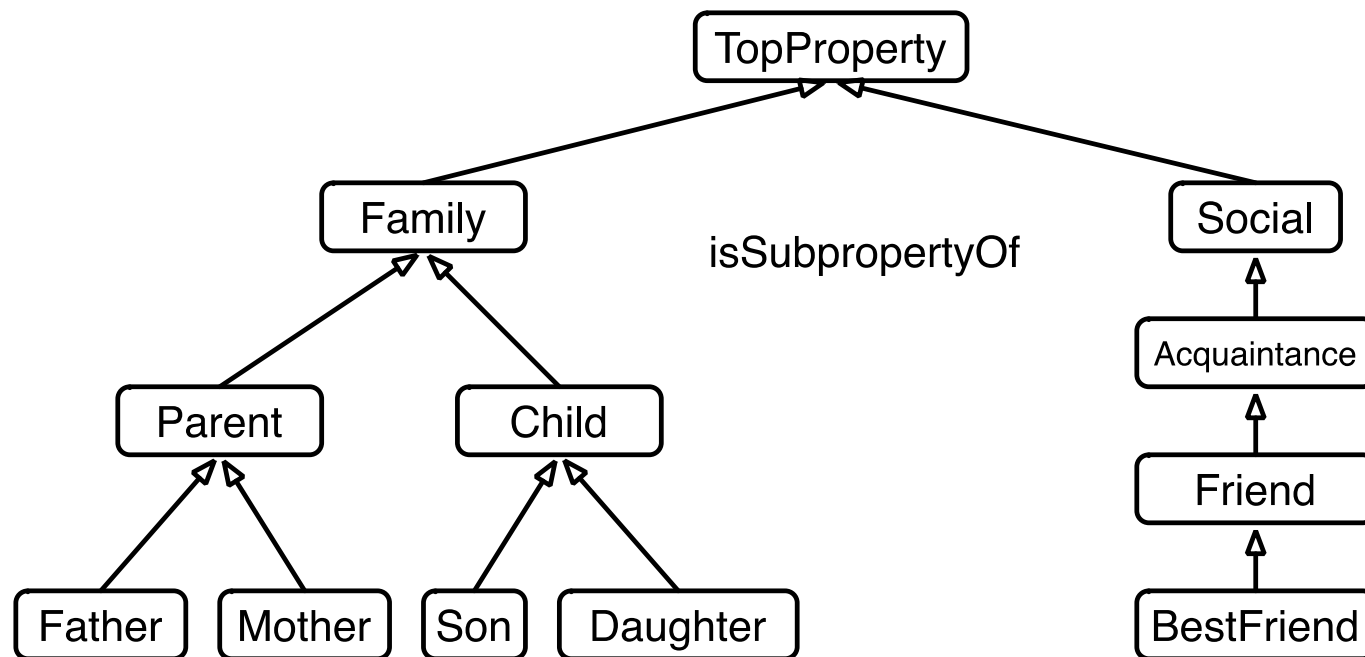 TopProperty
Family
Social
isSubpropertyOf
Acquaintance
Parent
Child
Friend
Father
Mother
Son
Daughter
BestFriend